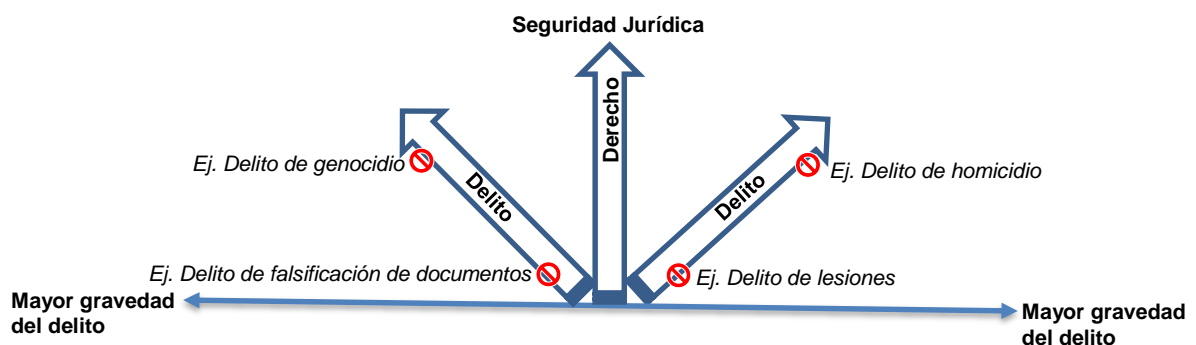 Seguridad Jurídica
Derecho
Delito
Delito
Ej. Delito de genocidio
Ej. Delito de homicidio
Ej. Delito de falsificación de documentos
Ej. Delito de lesiones
Mayor gravedad
del delito
Mayor gravedad
del delito